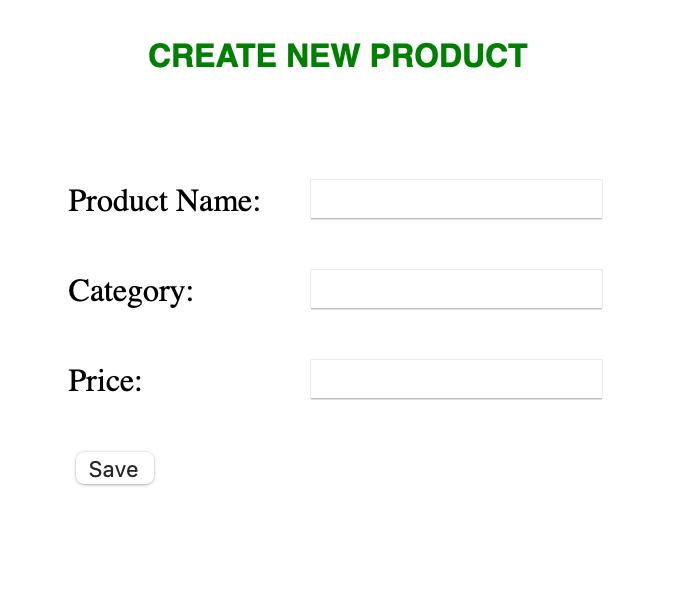 CREATE NEW PRODUCT
Product Name:
Category:
Price:
Save